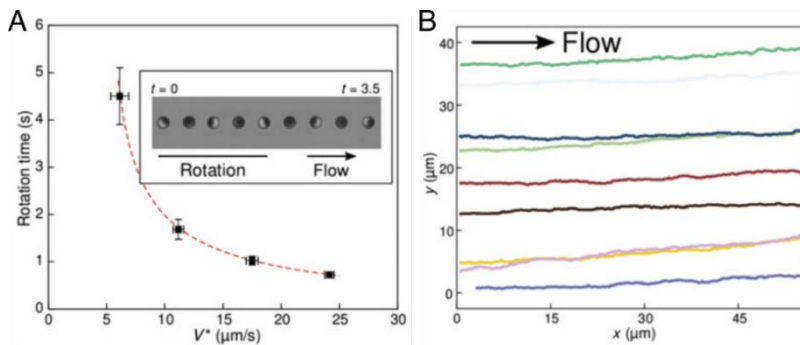 A
Rotation time (s)
6
5
4
3
2
1
0
t = 0
t = 3.5
Rotation
Flow
0
5
10
15
20
25
30
V* (μm/s)
B
Flow
y (μm)
40
30
20
10
0
0
15
30
45
x (μm)